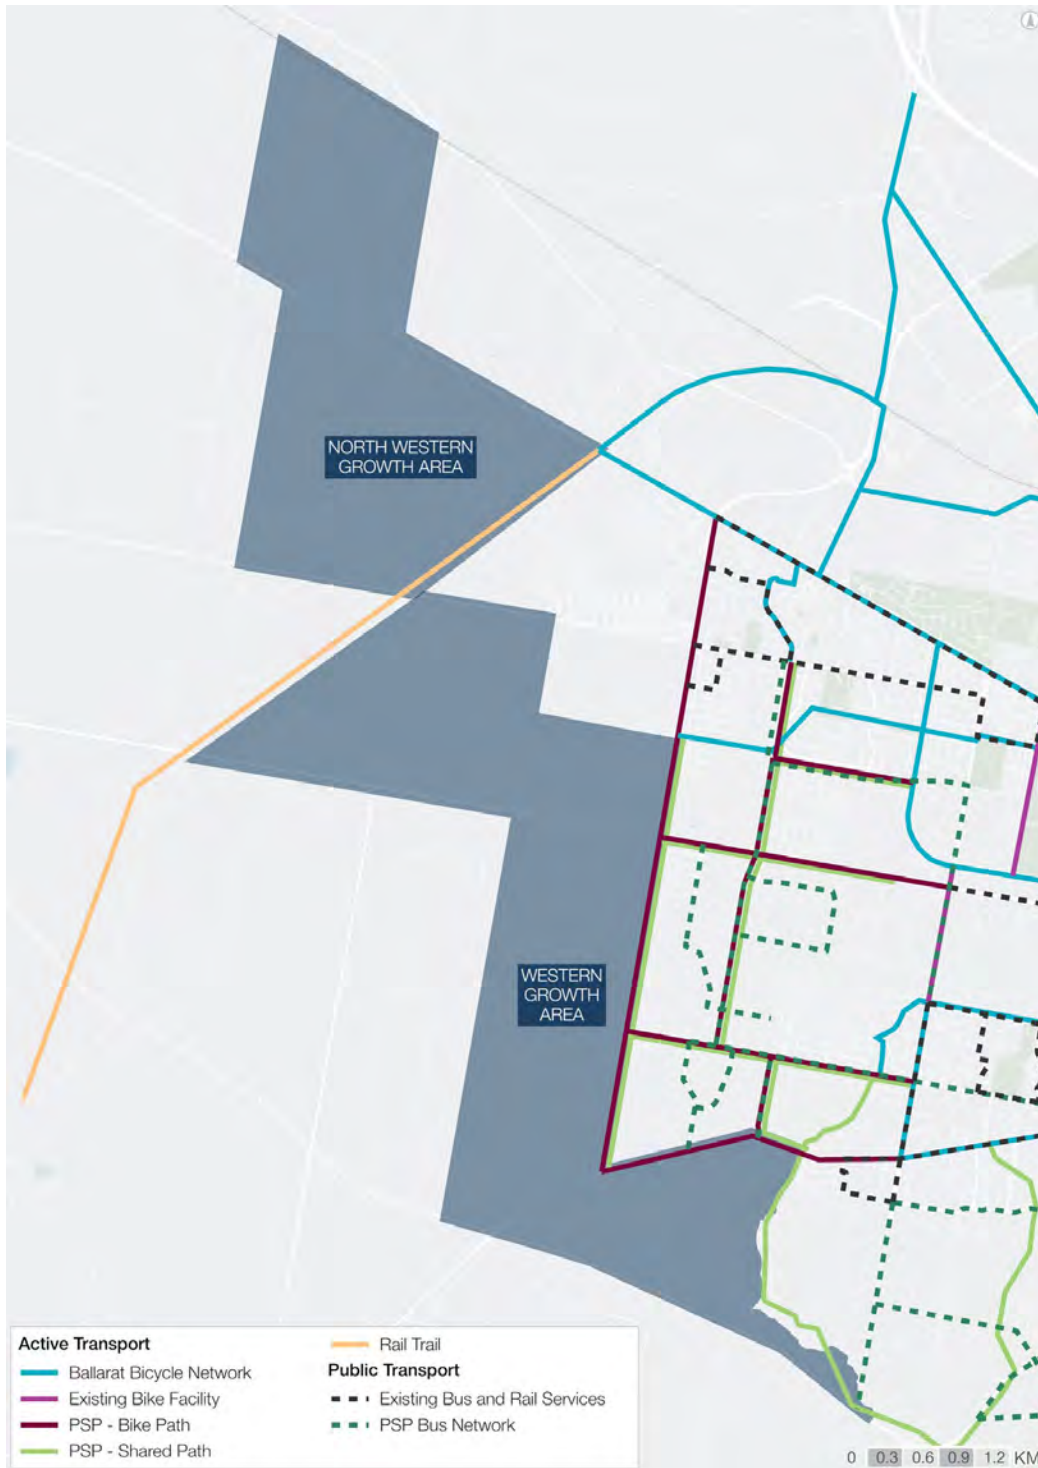 NORTH WESTERN
GROWTH AREA
WESTERN
GROWTH
AREA
Active Transport
Ballarat Bicycle Network
Existing Bike Facility
PSP - Bike Path
PSP - Shared Path
Rail Trail
Public Transport
Existing Bus and Rail Services
PSP Bus Network
0 0.3 0.6 0.9 1.2 KM